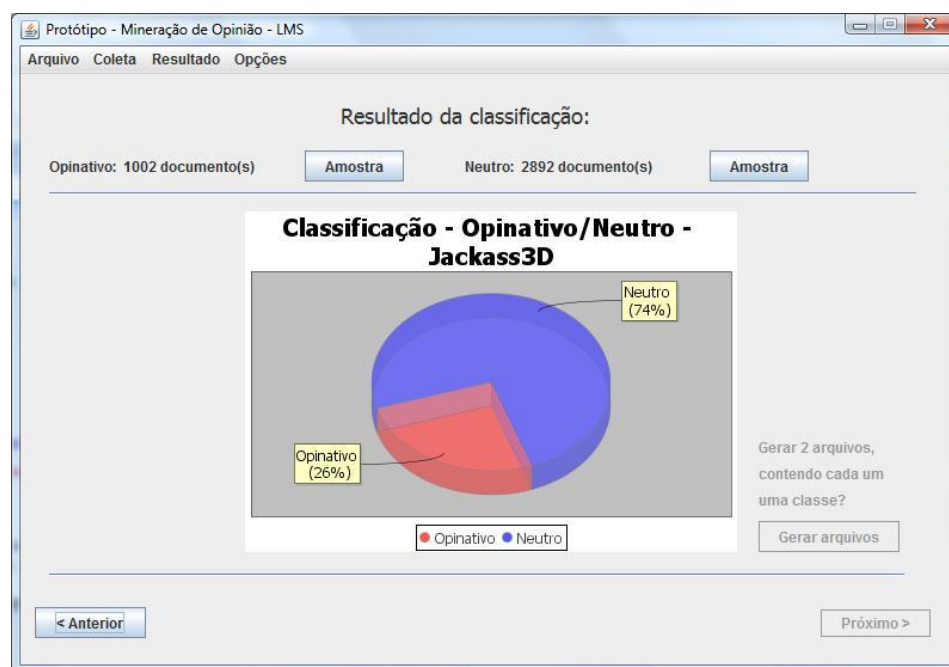 Protótipo - Mineração de Opinião - LMS
Arquivo Coleta Resultado Opções
Resultado da classificação:
Opinativo: 1002 documento(s) Amostra Neutro: 2892 documento(s) Amostra
Classificação - Opinativo/Neutro -
Jackass3D
Neutro
(74%)
Opinativo
(26%)
Opinativo Neutro
Gerar 2 arquivos,
contendo cada um
uma classe?
Gerar arquivos
< Anterior Próximo >